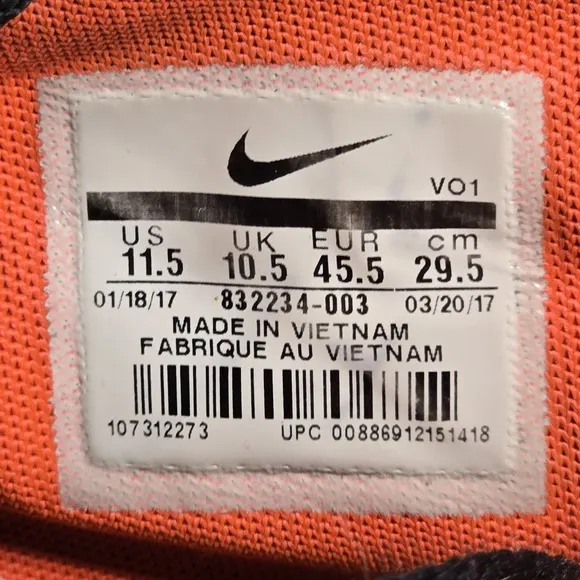 VO1
US UK EUR cm
11.5 10.5 45.5 29.5
01/18/17 832234-003 03/20/17
MADE IN VIETNAM
FABRIQUE AU VIETNAM
107312273 UPC 00886912151418